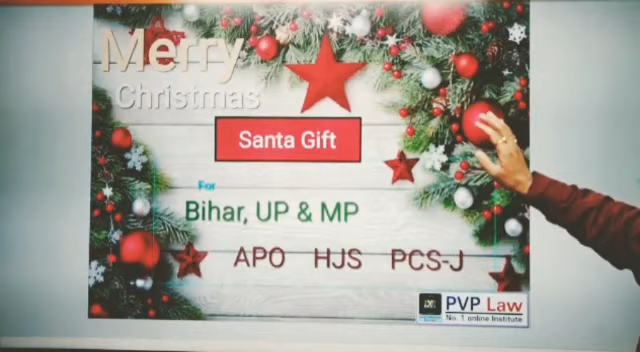 Merry
Christmas
Santa Gift
For
Bihar, UP & MP
APO HJS PCS-J
PVP Law
No. 1 online Institute